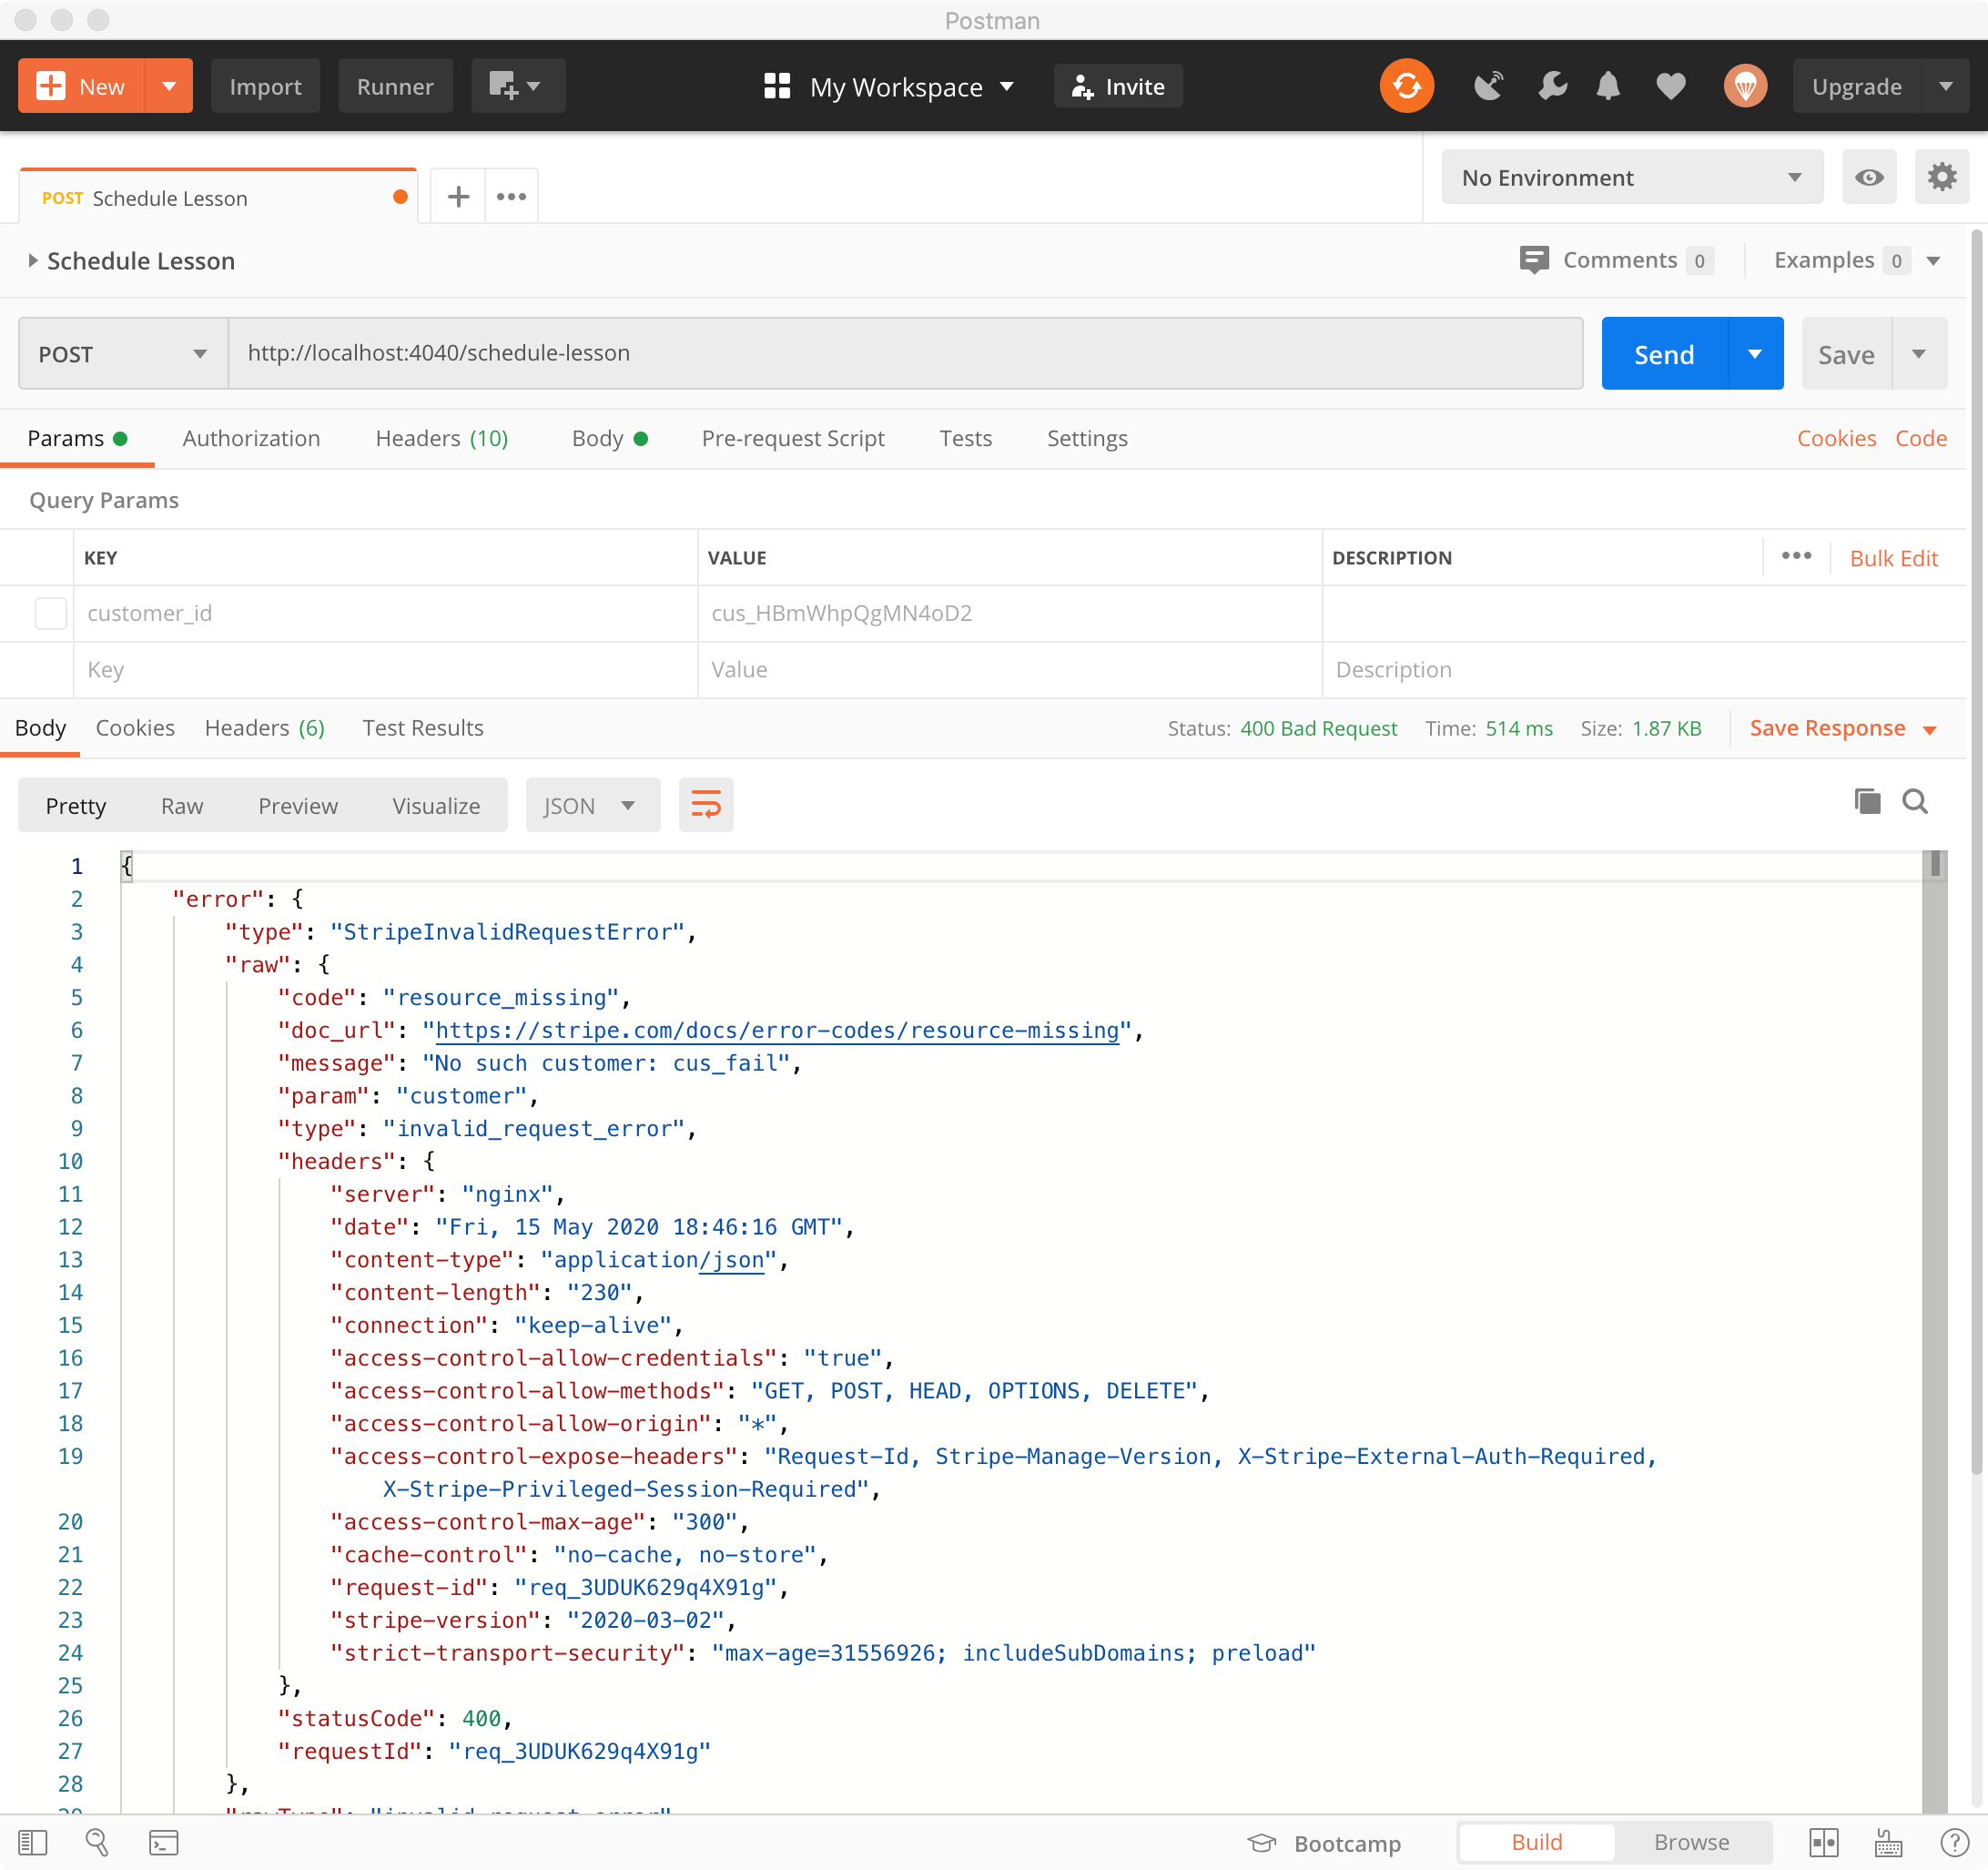 Postman
New Import Runner My Workspace Invite Upgrade
POST Schedule Lesson No Environment
Schedule Lesson Comments 0 Examples 0
POST http://localhost:4040/schedule-lesson Send Save
Params Authorization Headers (10) Body Pre-request Script Tests Settings Cookies Code
Query Params
KEY VALUE DESCRIPTION Bulk Edit
customer_id cus_HBmWhpQgMN4oD2
Key Value Description
Body Cookies Headers (6) Test Results Status: 400 Bad Request Time: 514 ms Size: 1.87 KB Save Response
Pretty Raw Preview Visualize JSON
1 {
2 "error": {
3 "type": "StripeInvalidRequestError",
4 "raw": {
5 "code": "resource_missing",
6 "doc_url": "https://stripe.com/docs/error-codes/resource-missing",
7 "message": "No such customer: cus_fail",
8 "param": "customer",
9 "type": "invalid_request_error",
10 "headers": {
11 "server": "nginx",
12 "date": "Fri, 15 May 2020 18:46:16 GMT",
13 "content-type": "application/json",
14 "content-length": "230",
15 "connection": "keep-alive",
16 "access-control-allow-credentials": "true",
17 "access-control-allow-methods": "GET, POST, HEAD, OPTIONS, DELETE",
18 "access-control-allow-origin": "*",
19 "access-control-expose-headers": "Request-Id, Stripe-Manage-Version, X-Stripe-External-Auth-Required,
X-Stripe-Privileged-Session-Required",
20 "access-control-max-age": "300",
21 "cache-control": "no-cache, no-store",
22 "request-id": "req_3UDUK629q4X91g",
23 "stripe-version": "2020-03-02",
24 "strict-transport-security": "max-age=31556926; includeSubDomains; preload"
25 },
26 "statusCode": 400,
27 "requestId": "req_3UDUK629q4X91g"
28 },
29 "rawType": "invalid_request_error"
Bootcamp Build Browse